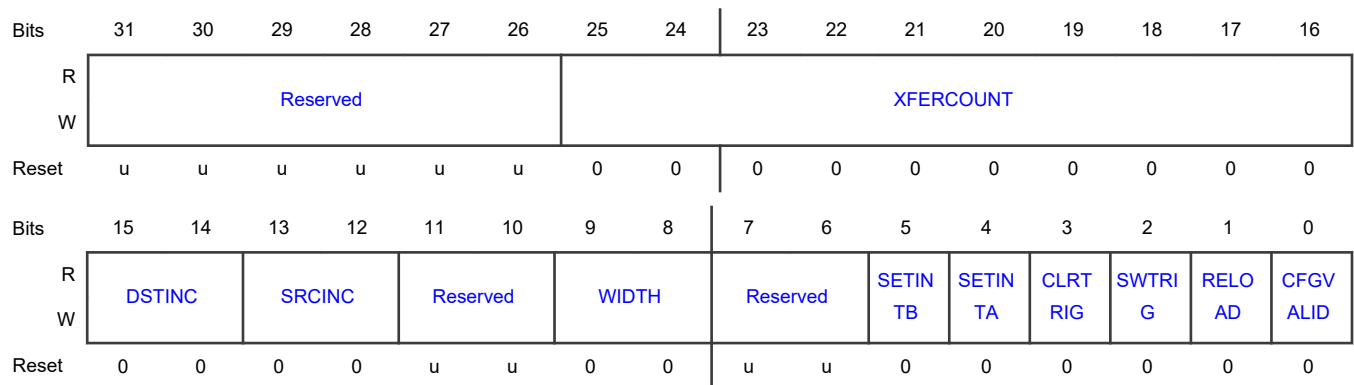 Bits 31 30 29 28 27 26 25 24 23 22 21 20 19 18 17 16
R
Reserved XFERCOUNT
W
Reset u u u u u u 0 0 0 0 0 0 0 0 0 0
Bits 15 14 13 12 11 10 9 8 7 6 5 4 3 2 1 0
R SETIN SETIN CLRT SWTRI RELO CFGV
DSTINC SRCINC Reserved WIDTH Reserved
W TB TA RIG G AD ALID
Reset 0 0 0 0 u u 0 0 u u 0 0 0 0 0 0